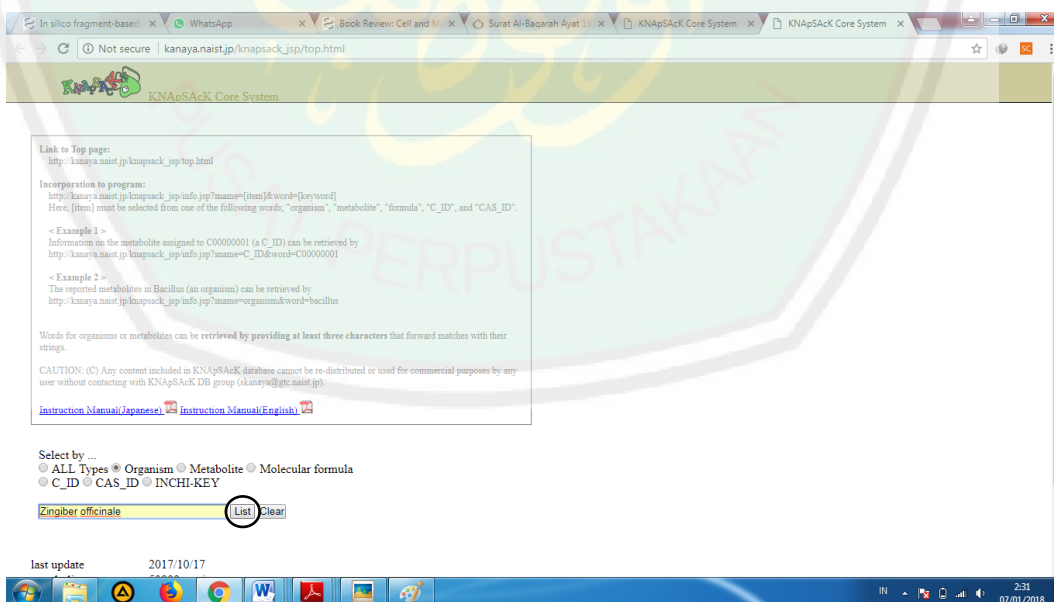 In silico fragment-based
WhatsApp
Book Review: Cell and M
Surat Al-Baqarah Ayat 1
KNApSAcK Core System
KNApSAcK Core System
Not secure | kanaya.naist.jp/knapsack_jsp/top.html
SC
KNApSAcK KNApSAcK Core System
PUSAT PERPUSTAKAAN
Link to Top page:
http://kanaya.naist.jp/knapsack_jsp/top.html
Incorporation to program:
http://kanaya.naist.jp/knapsack_jsp/info.jsp?sname=[item]&word=[keyword]
Here, [item] must be selected from one of the following words; "organism", "metabolite", "formula", "C_ID", and "CAS_ID".
< Example 1 >
Information on the metabolite assigned to C00000001 (a C_ID) can be retrieved by
http://kanaya.naist.jp/knapsack_jsp/info.jsp?sname=C_ID&word=C00000001
< Example 2 >
The reported metabolites in Bacillus (an organism) can be retrieved by
http://kanaya.naist.jp/knapsack_jsp/info.jsp?sname=organism&word=bacillus
Words for organisms or metabolites can be retrieved by providing at least three characters that forward matches with their
strings.
CAUTION: (C) Any content included in KNApSAcK database cannot be re-distributed or used for commercial purposes by any
user without contacting with KNApSAcK DB group (skanaya@gtc.naist.jp).
Instruction Manual(Japanese) Instruction Manual(English)
Select by ...
ALL Types Organism Metabolite Molecular formula
C_ID CAS_ID INCHI-KEY
Zingiber officinale List Clear
last update 2017/10/17
IN 2:31
07/01/2018